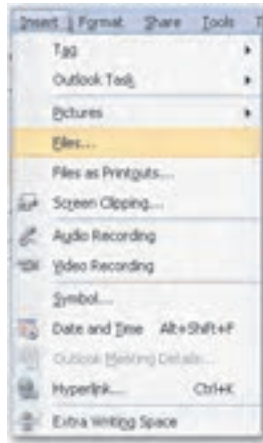 Insert Format Share Tools T
Tag
Outlook Task
Pictures
Files...
Files as Printouts...
Screen Clipping...
Audio Recording
Video Recording
Symbol...
Date and Time Alt+Shift+F
Outlook Meeting Details...
Hyperlink... Ctrl+K
Extra Writing Space